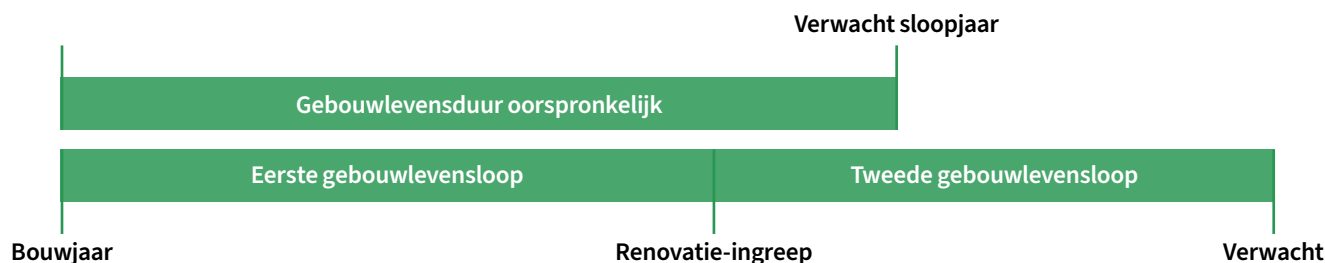 Verwacht sloopjaar
Gebouwlevensduur oorspronkelijk
Eerste gebouwlevensloop
Tweede gebouwlevensloop
Bouwjaar
Renovatie-ingreep
Verwacht